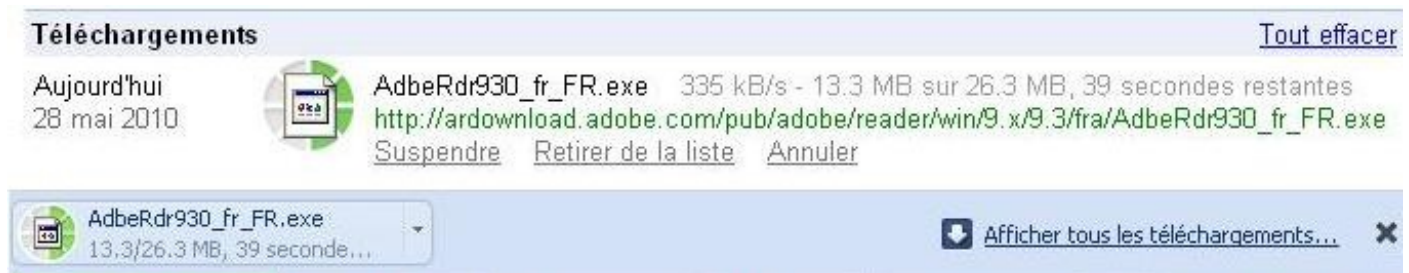 Téléchargements Tout effacer
Aujourd'hui AdbeRdr930_fr_FR.exe 335 kB/s - 13.3 MB sur 26.3 MB, 39 secondes restantes
28 mai 2010 http://ardownload.adobe.com/pub/adobe/reader/win/9.x/9.3/fra/AdbeRdr930_fr_FR.exe
Suspendre Retirer de la liste Annuler
AdbeRdr930_fr_FR.exe
13.3/26.3 MB, 39 seconde... Afficher tous les téléchargements...